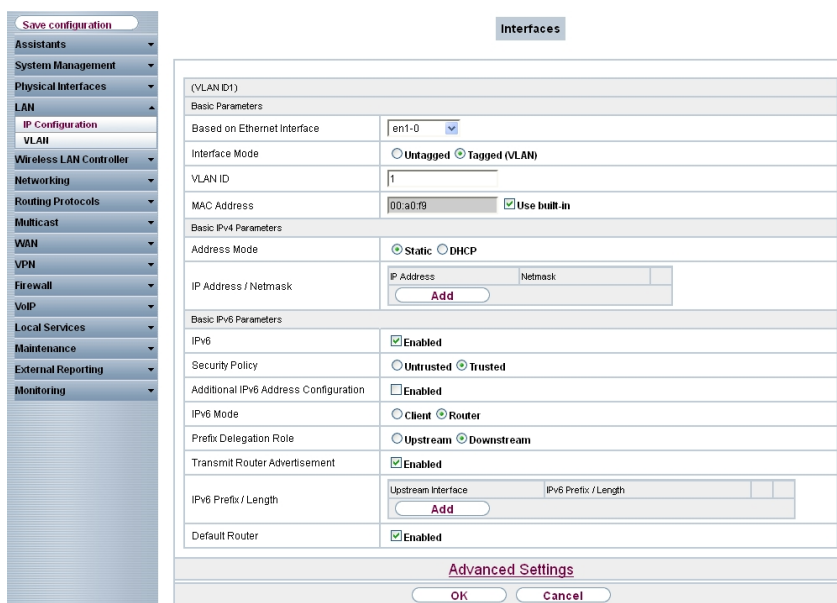 Save configuration
Assistants
System Management
Physical Interfaces
LAN
IP Configuration
VLAN
Wireless LAN Controller
Networking
Routing Protocols
Multicast
WAN
VPN
Firewall
VoIP
Local Services
Maintenance
External Reporting
Monitoring
Interfaces
(VLAN ID1)
Basic Parameters
Based on Ethernet Interface en1-0
Interface Mode Untagged Tagged (VLAN)
VLAN ID 1
MAC Address 00:a0:f9 Use built-in
Basic IPv4 Parameters
Address Mode Static DHCP
IP Address / Netmask
IP Address Netmask
Add
Basic IPv6 Parameters
IPv6 Enabled
Security Policy Untrusted Trusted
Additional IPv6 Address Configuration Enabled
IPv6 Mode Client Router
Prefix Delegation Role Upstream Downstream
Transmit Router Advertisement Enabled
IPv6 Prefix / Length
Upstream Interface IPv6 Prefix / Length
Add
Default Router Enabled
Advanced Settings
OK Cancel